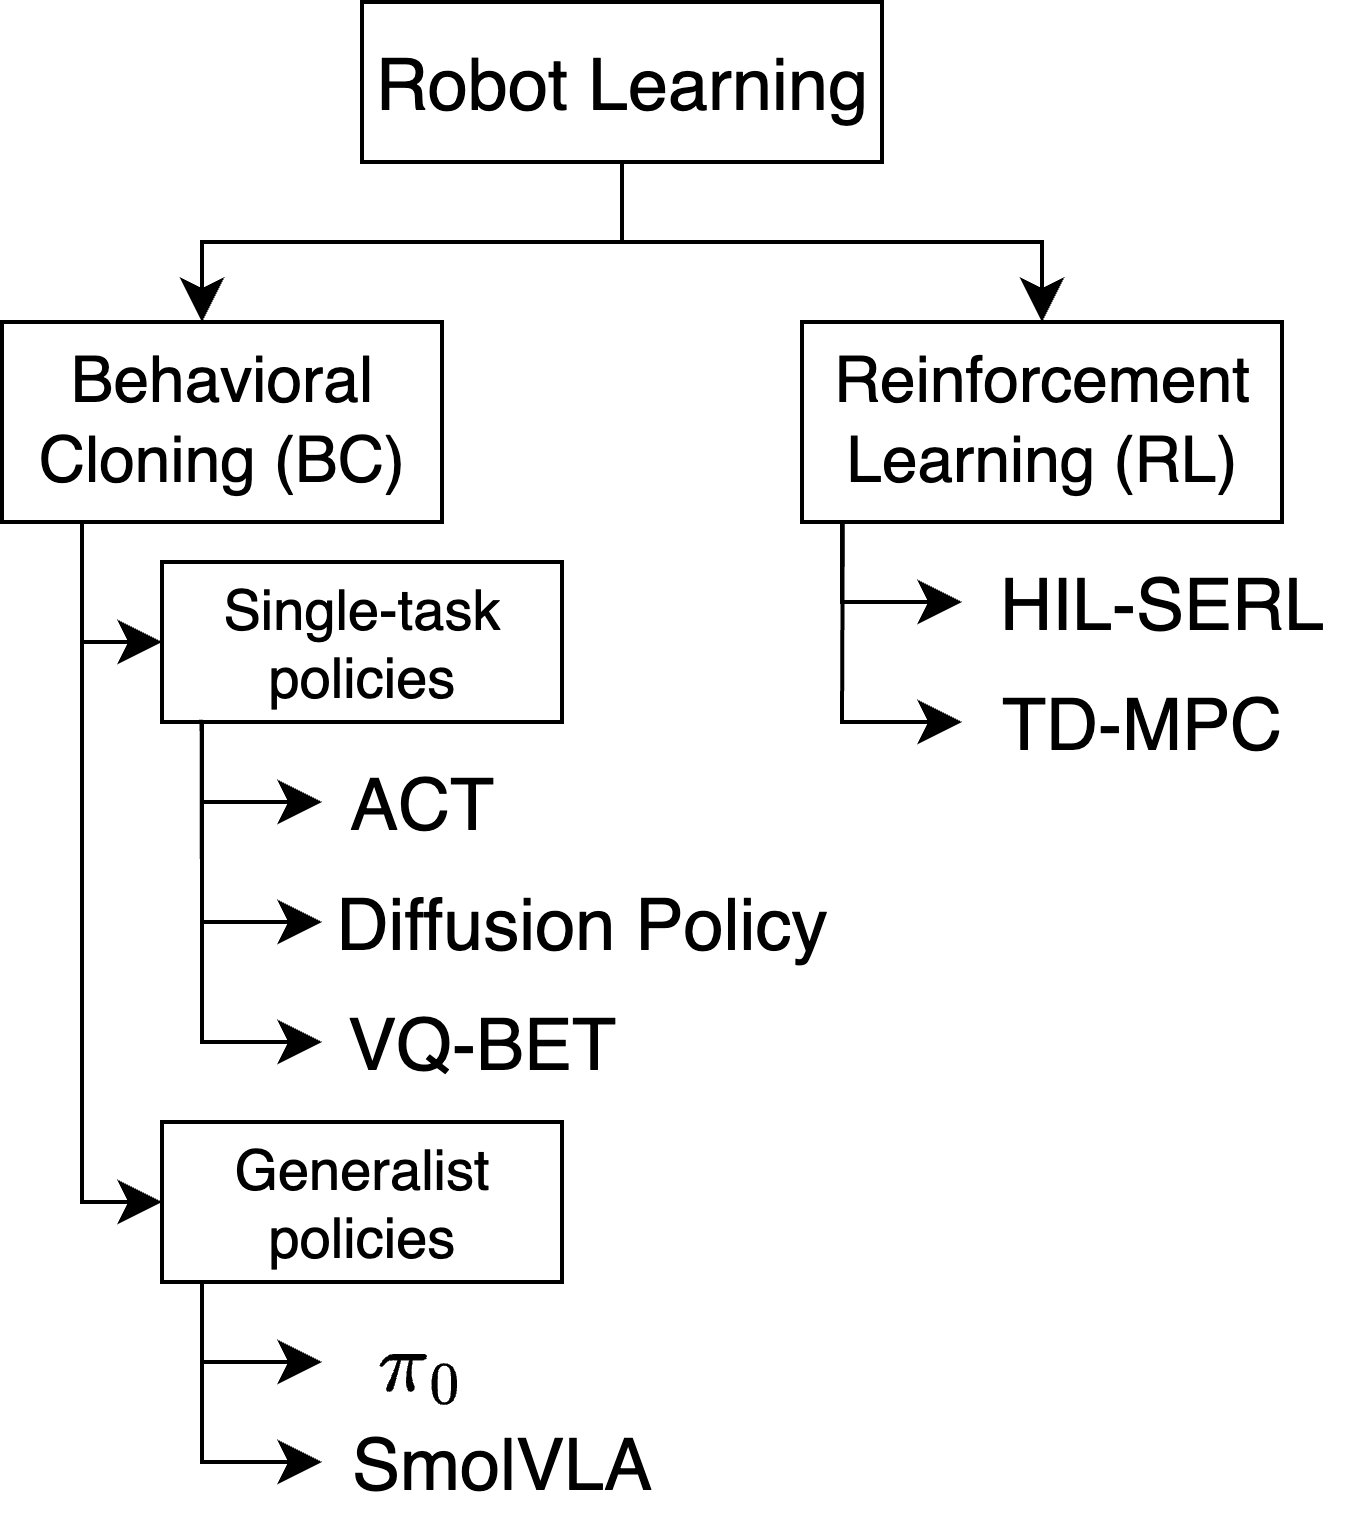 Robot Learning
Behavioral
Cloning (BC)
Single-task
policies
ACT
Diffusion Policy
VQ-BET
Generalist
policies
π₀
SmolVLA
Reinforcement
Learning (RL)
HIL-SERL
TD-MPC